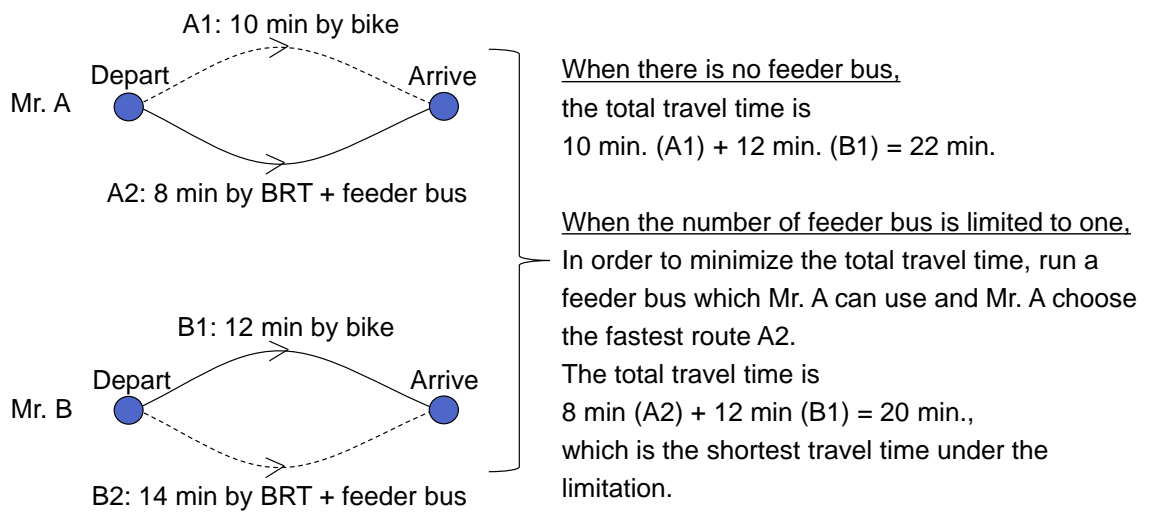 A1: 10 min by bike
Depart
Arrive
Mr. A
A2: 8 min by BRT + feeder bus
B1: 12 min by bike
Depart
Arrive
Mr. B
B2: 14 min by BRT + feeder bus
When there is no feeder bus,
the total travel time is
10 min. (A1) + 12 min. (B1) = 22 min.
When the number of feeder bus is limited to one,
In order to minimize the total travel time, run a
feeder bus which Mr. A can use and Mr. A choose
the fastest route A2.
The total travel time is
8 min (A2) + 12 min (B1) = 20 min.,
which is the shortest travel time under the
limitation.